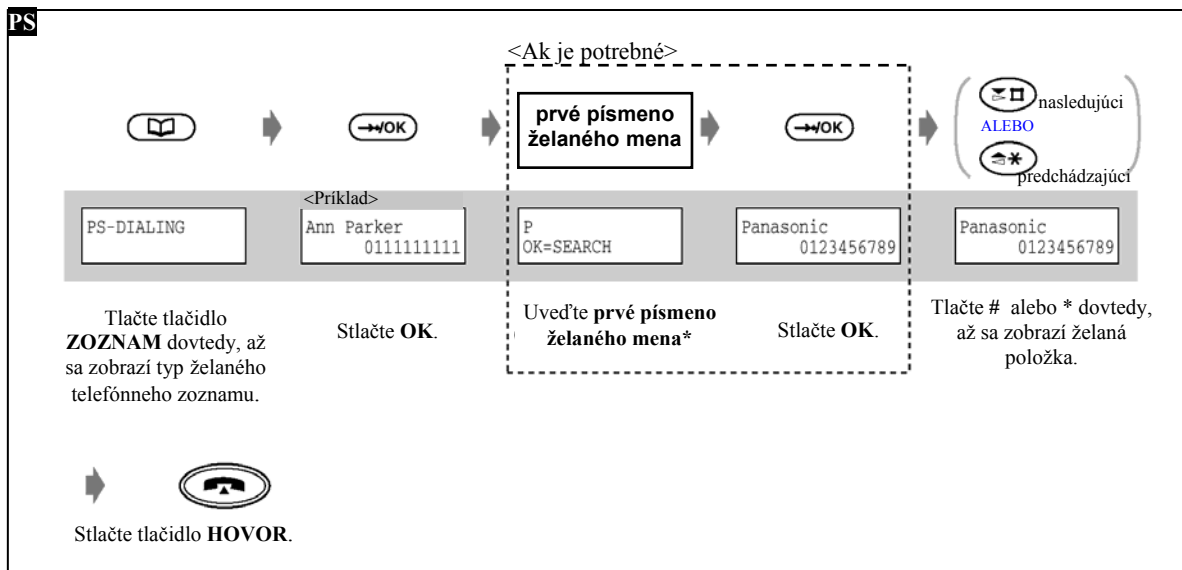 PS
<Ak je potrebné>
→/OK
prvé písmeno
želaného mena
→/OK
nasledujúci
ALEBO
predchádzajúci
PS-DIALING
<Príklad>
Ann Parker
0111111111
P
OK=SEARCH
Panasonic
0123456789
Panasonic
0123456789
Tlačte tlačidlo
ZOZNAM dovtedy, až
sa zobrazí typ želaného
telefónneho zoznamu.
Stlačte OK.
Uveďte prvé písmeno
želaného mena*
Stlačte OK.
Tlačte # alebo * dovtedy,
až sa zobrazí želaná
položka.
Stlačte tlačidlo HOVOR.